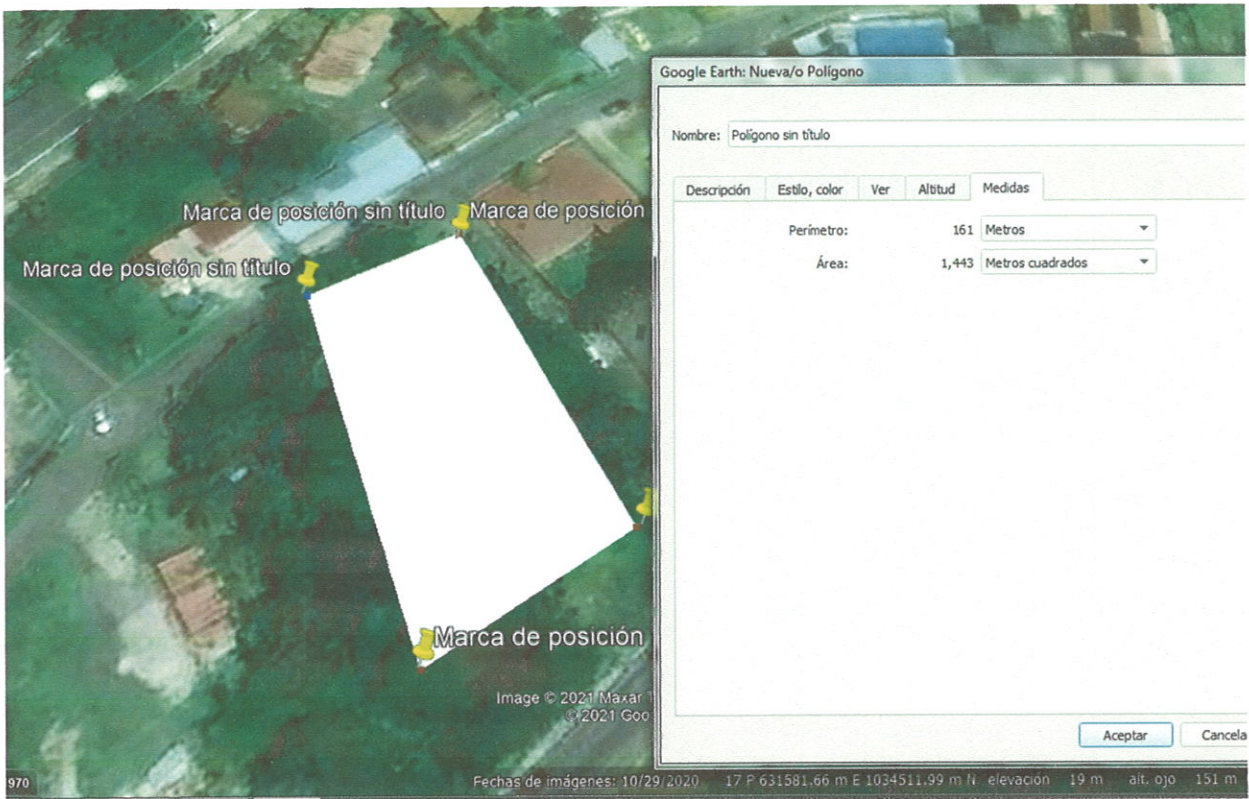 Google Earth: Nueva/o Polígono
Nombre: Polígono sin título
Descripción Estilo, color Ver Altitud Medidas
Perímetro: 161 Metros
Área: 1,443 Metros cuadrados
Marca de posición sin título Marca de posición
Marca de posición sin título
Marca de posición
Image © 2021 Maxar T
© 2021 Goo
Aceptar Cancela
970 Fechas de imágenes: 10/29/2020 17 P 631581.66 m E 1034511.99 m N elevación 19 m alt. ojo 151 m